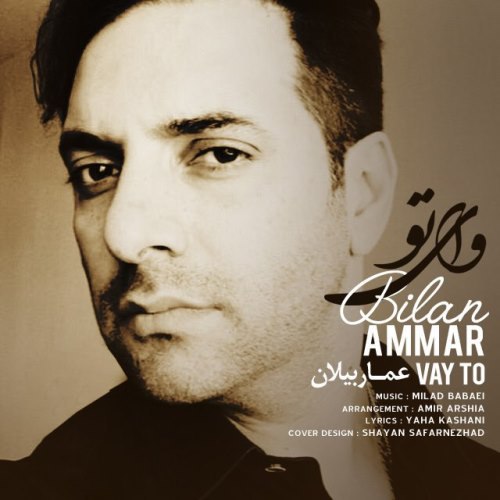 وای تو
Bilan
AMMAR
عمار بیلان VAY TO
MUSIC : MILAD BABAEI
ARRANGEMENT : AMIR ARSHIA
LYRICS : YAHA KASHANI
COVER DESIGN : SHAYAN SAFARNEZHAD